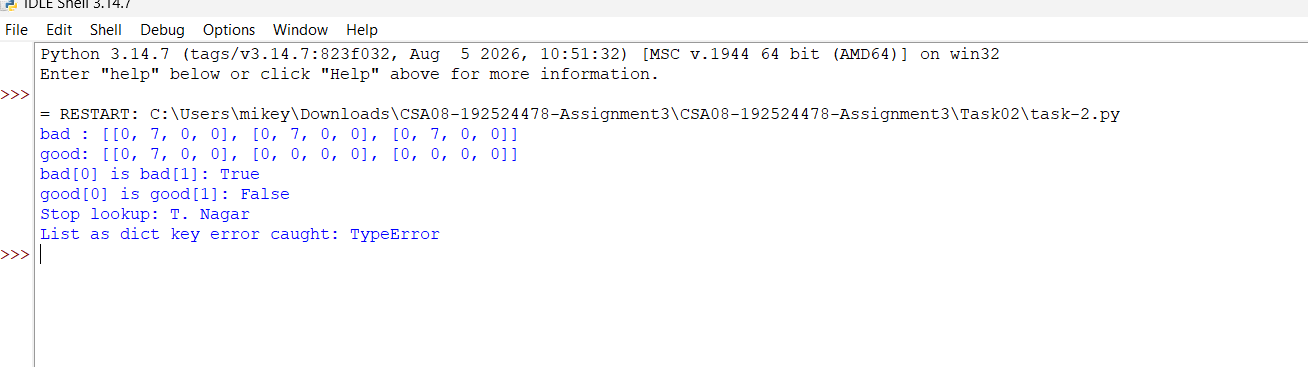 IDLE Shell 3.14.7
File Edit Shell Debug Options Window Help
Python 3.14.7 (tags/v3.14.7:823f032, Aug  5 2026, 10:51:32) [MSC v.1944 64 bit (AMD64)] on win32
Enter "help" below or click "Help" above for more information.
>>>
= RESTART: C:\Users\mikey\Downloads\CSA08-192524478-Assignment3\CSA08-192524478-Assignment3\Task02\task-2.py
bad : [[0, 7, 0, 0], [0, 7, 0, 0], [0, 7, 0, 0]]
good: [[0, 7, 0, 0], [0, 0, 0, 0], [0, 0, 0, 0]]
bad[0] is bad[1]: True
good[0] is good[1]: False
Stop lookup: T. Nagar
List as dict key error caught: TypeError
>>>